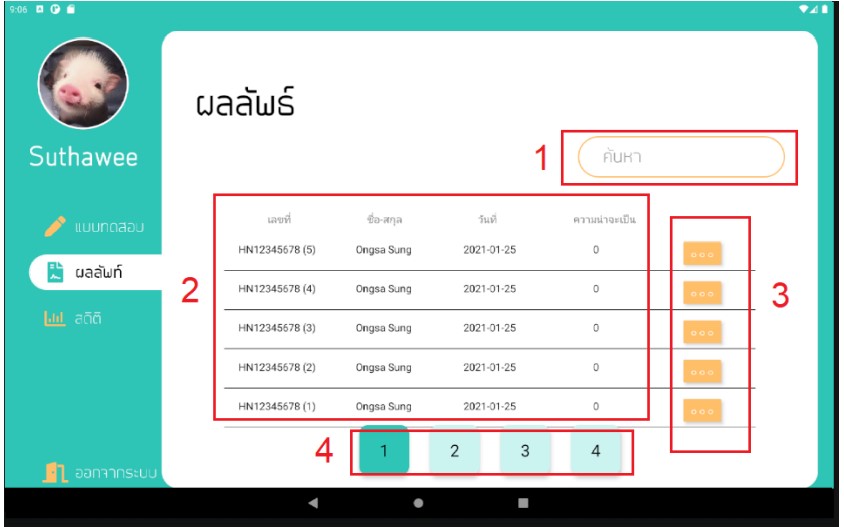 9:06
ผลลัพธ์
Suthawee
1
ค้นหา
แบบทดสอบ
ผลลัพท์
สถิติ
ออกจากระบบ
2
เลขที่ ชื่อ-สกุล วันที่ ความน่าจะเป็น
HN12345678 (5) Ongsa Sung 2021-01-25 0
HN12345678 (4) Ongsa Sung 2021-01-25 0
HN12345678 (3) Ongsa Sung 2021-01-25 0
HN12345678 (2) Ongsa Sung 2021-01-25 0
HN12345678 (1) Ongsa Sung 2021-01-25 0
3
4
1 2 3 4